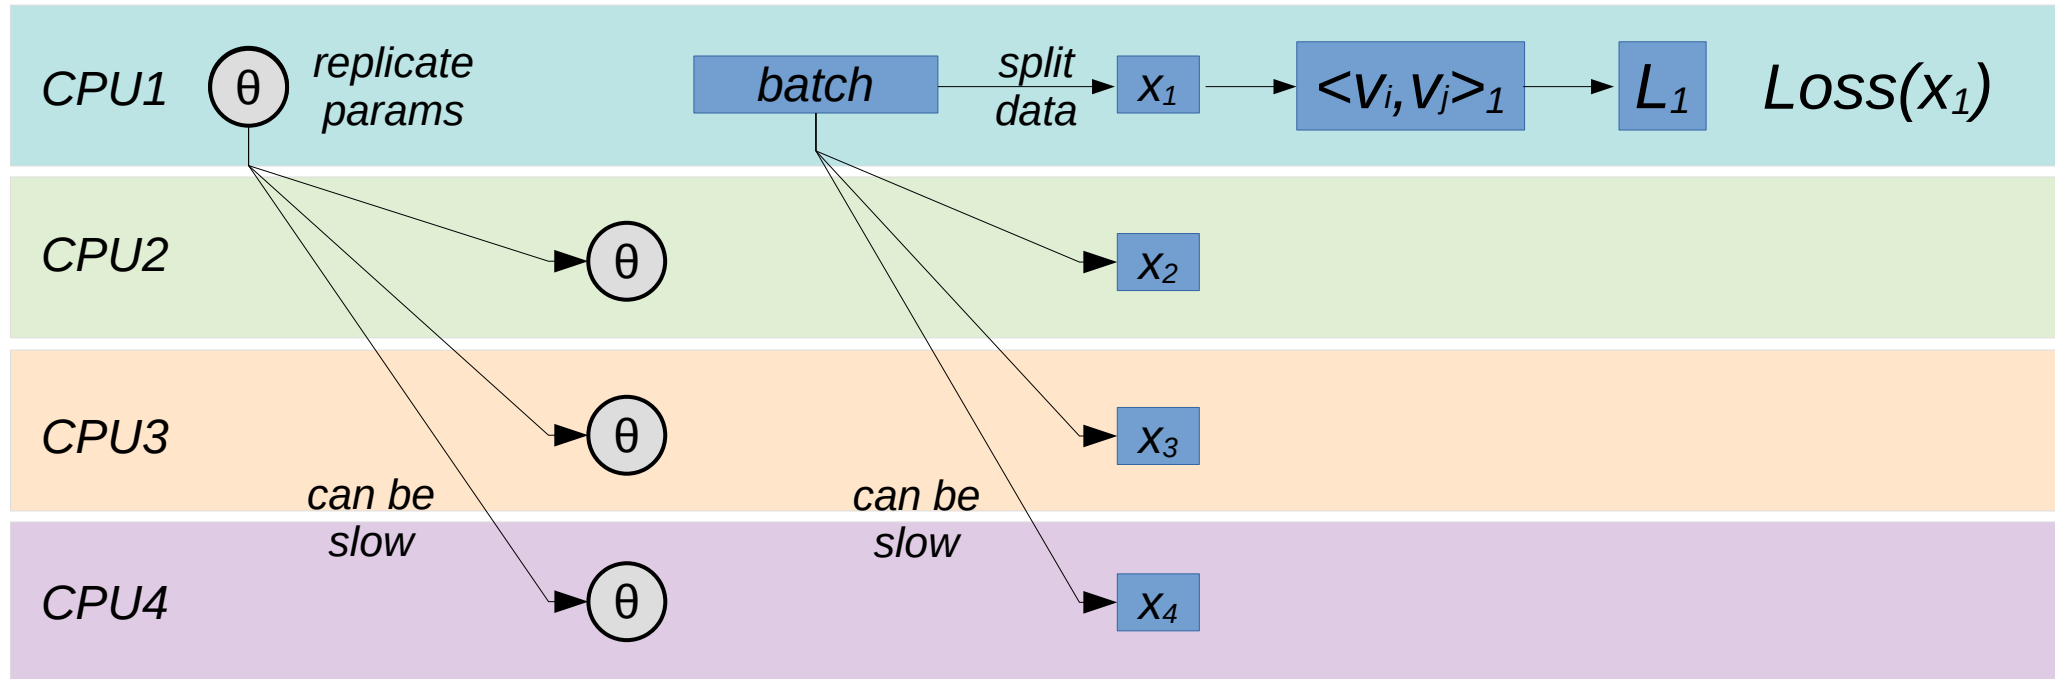 CPU1
θ
replicate
params
batch
split
data
x₁
<vᵢ,vⱼ>₁
L₁
Loss(x₁)
CPU2
θ
x₂
CPU3
θ
x₃
can be
slow
can be
slow
CPU4
θ
x₄